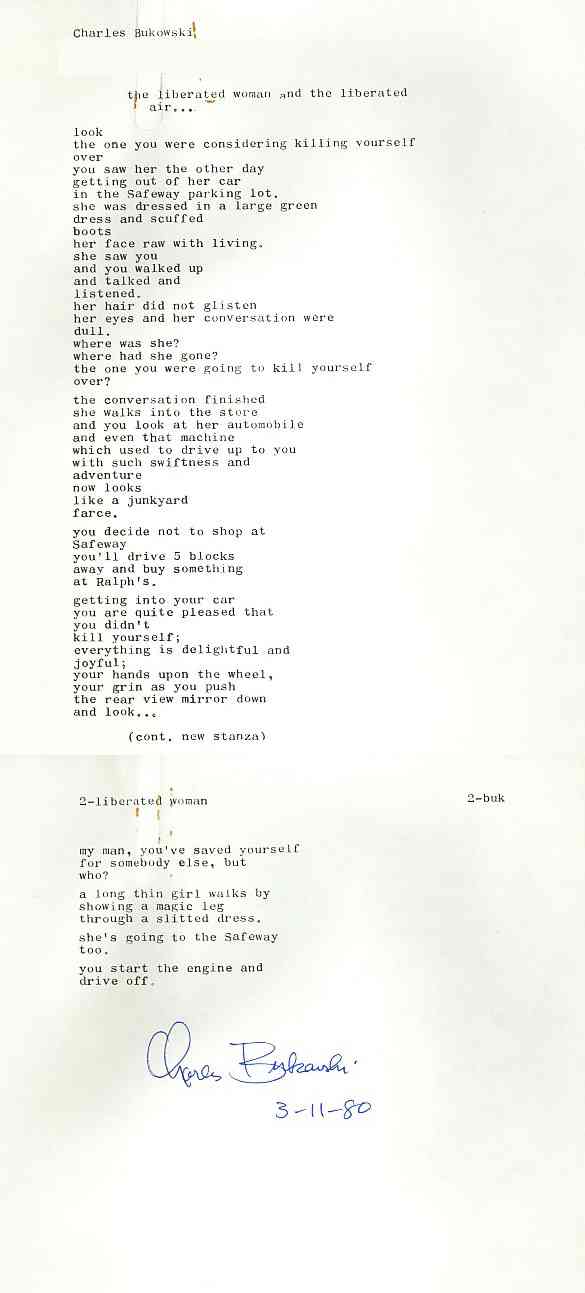 Charles Bukowski
the liberated woman and the liberated
air...
look
the one you were considering killing yourself
over
you saw her the other day
getting out of her car
in the Safeway parking lot.
she was dressed in a large green
dress and scuffed
boots
her face raw with living.
she saw you
and you walked up
and talked and
listened.
her hair did not glisten
her eyes and her conversation were
dull.
where was she?
where had she gone?
the one you were going to kill yourself
over?
the conversation finished
she walks into the store
and you look at her automobile
and even that machine
which used to drive up to you
with such swiftness and
adventure
now looks
like a junkyard
farce.
you decide not to shop at
Safeway
you'll drive 5 blocks
away and buy something
at Ralph's.
getting into your car
you are quite pleased that
you didn't
kill yourself;
everything is delightful and
joyful;
your hands upon the wheel,
your grin as you push
the rear view mirror down
and look...
(cont. new stanza)
2-liberated woman 2-buk
my man, you've saved yourself
for somebody else, but
who?
a long thin girl walks by
showing a magic leg
through a slitted dress.
she's going to the Safeway
too.
you start the engine and
drive off.
Charles Bukowski
3-11-80